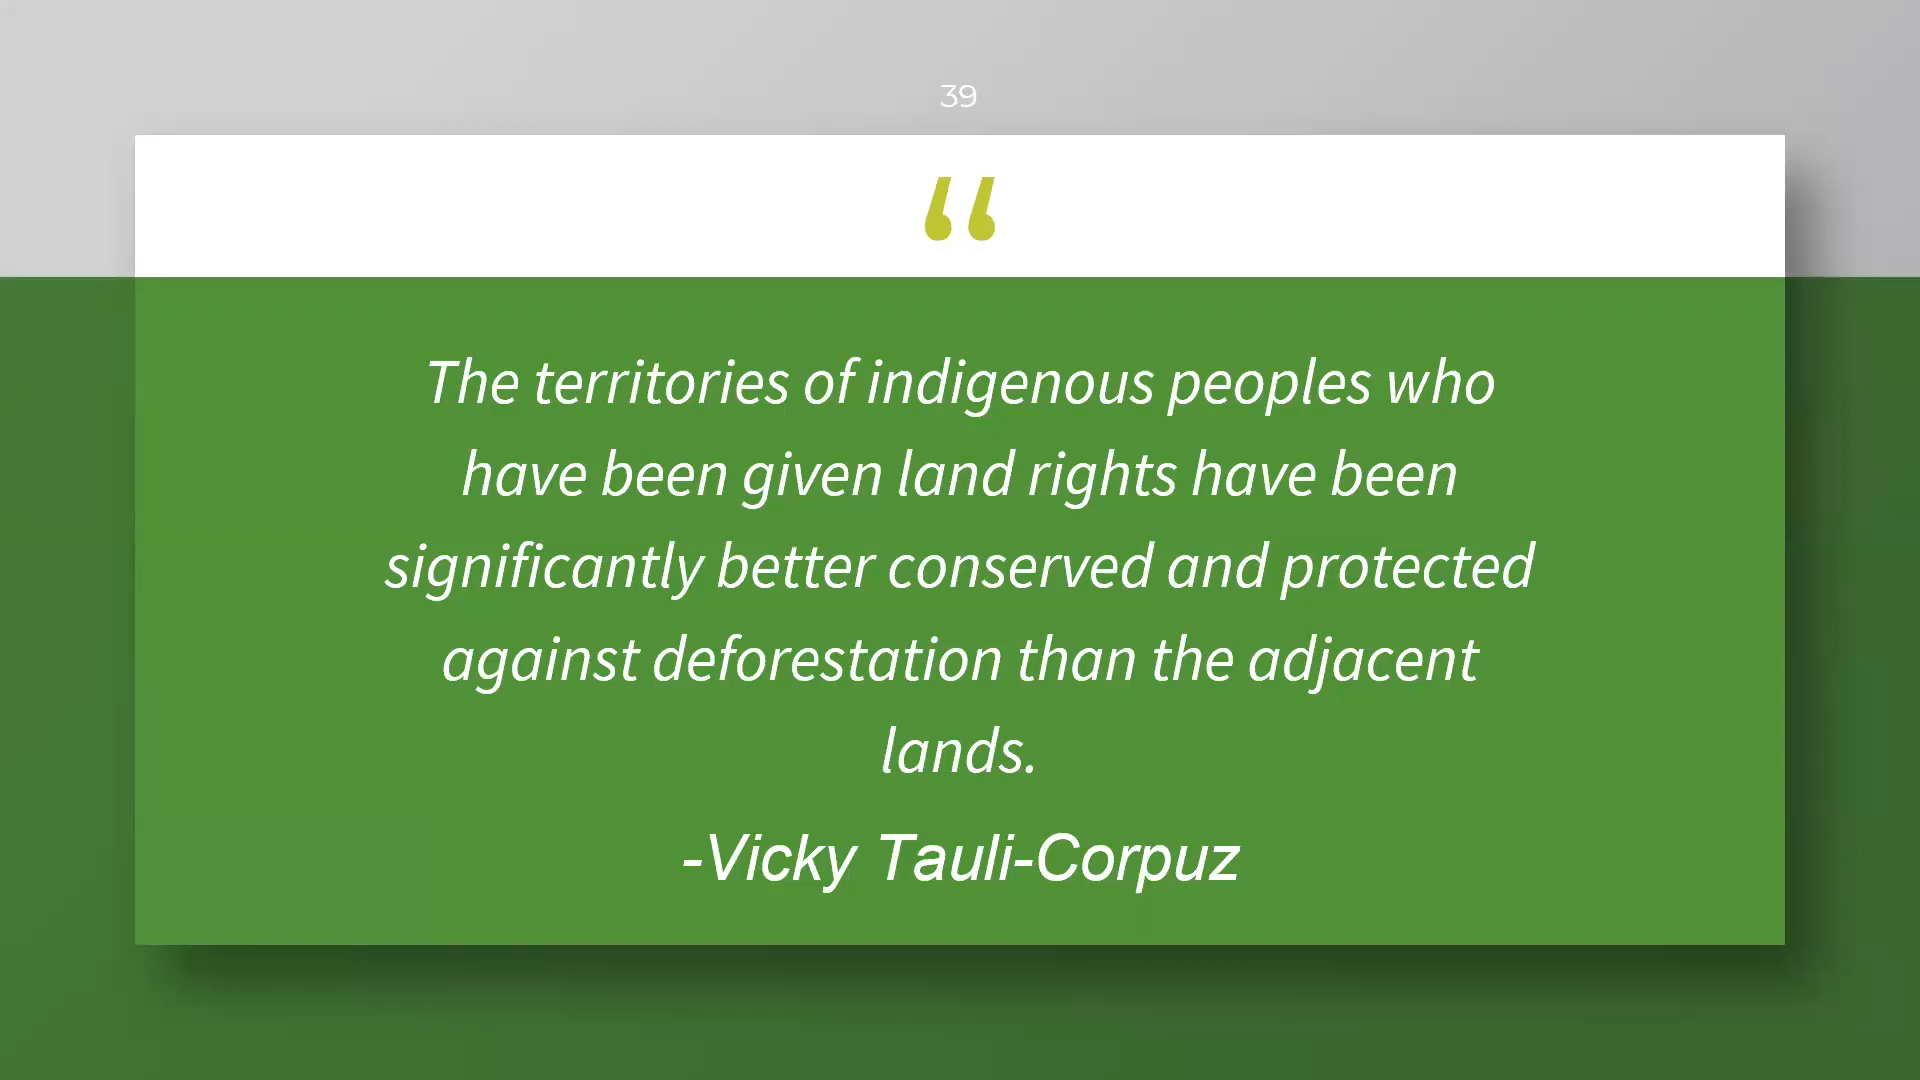 39
“
The territories of indigenous peoples who
have been given land rights have been
significantly better conserved and protected
against deforestation than the adjacent
lands.
-Vicky Tauli-Corpuz